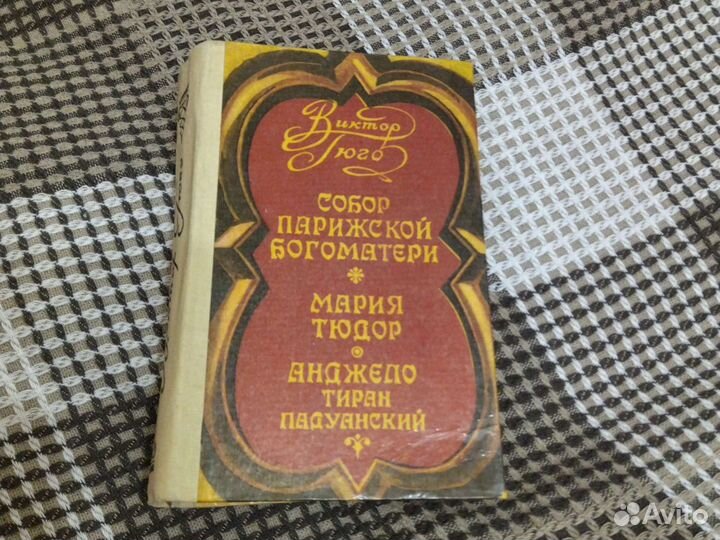 Виктор
Гюго
СОБОР
ПАРИЖСКОЙ
БОГОМАТЕРИ
МАРИЯ
ТЮДОР
АНДЖЕЛО
ТИРАН
ПАДУАНСКИЙ
Avito